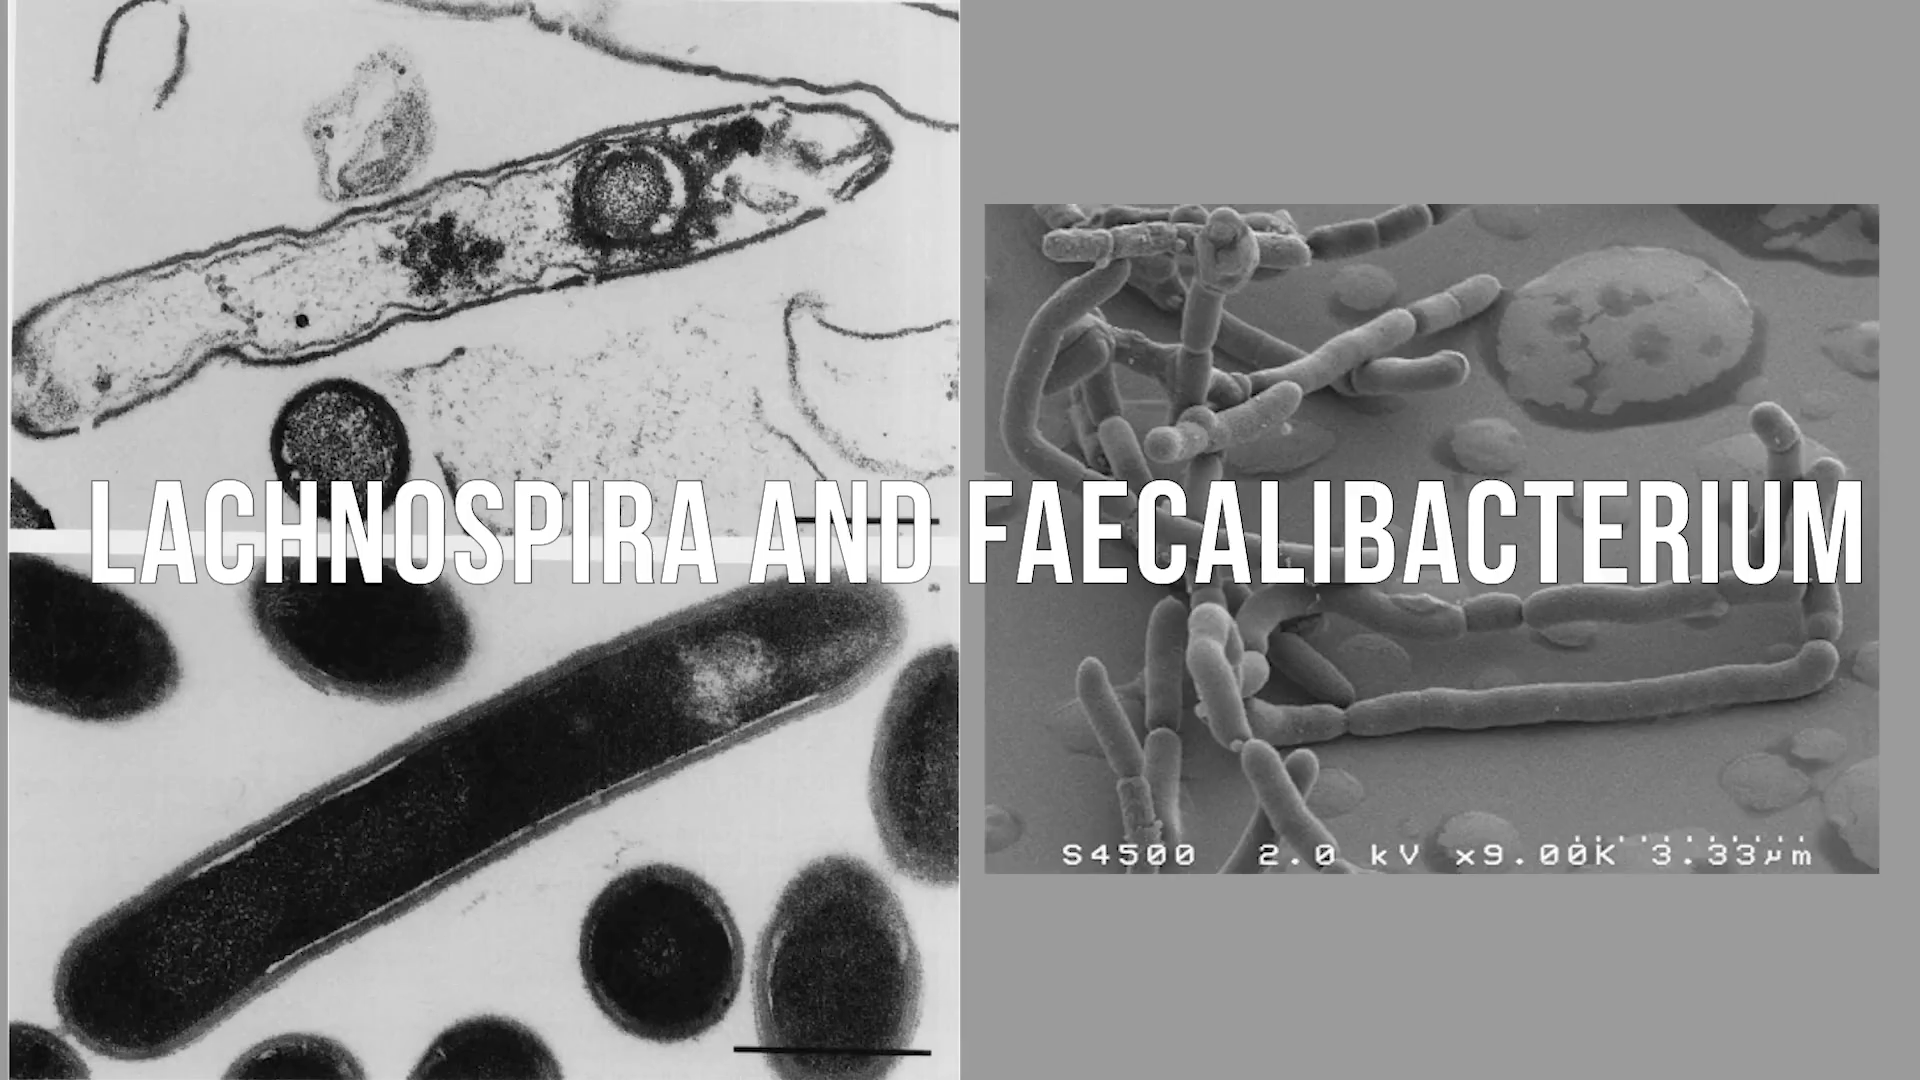 LACHNOSPIRA AND FAECALIBACTERIUM
S4500 2.0 kV x9.00K 3.33µm